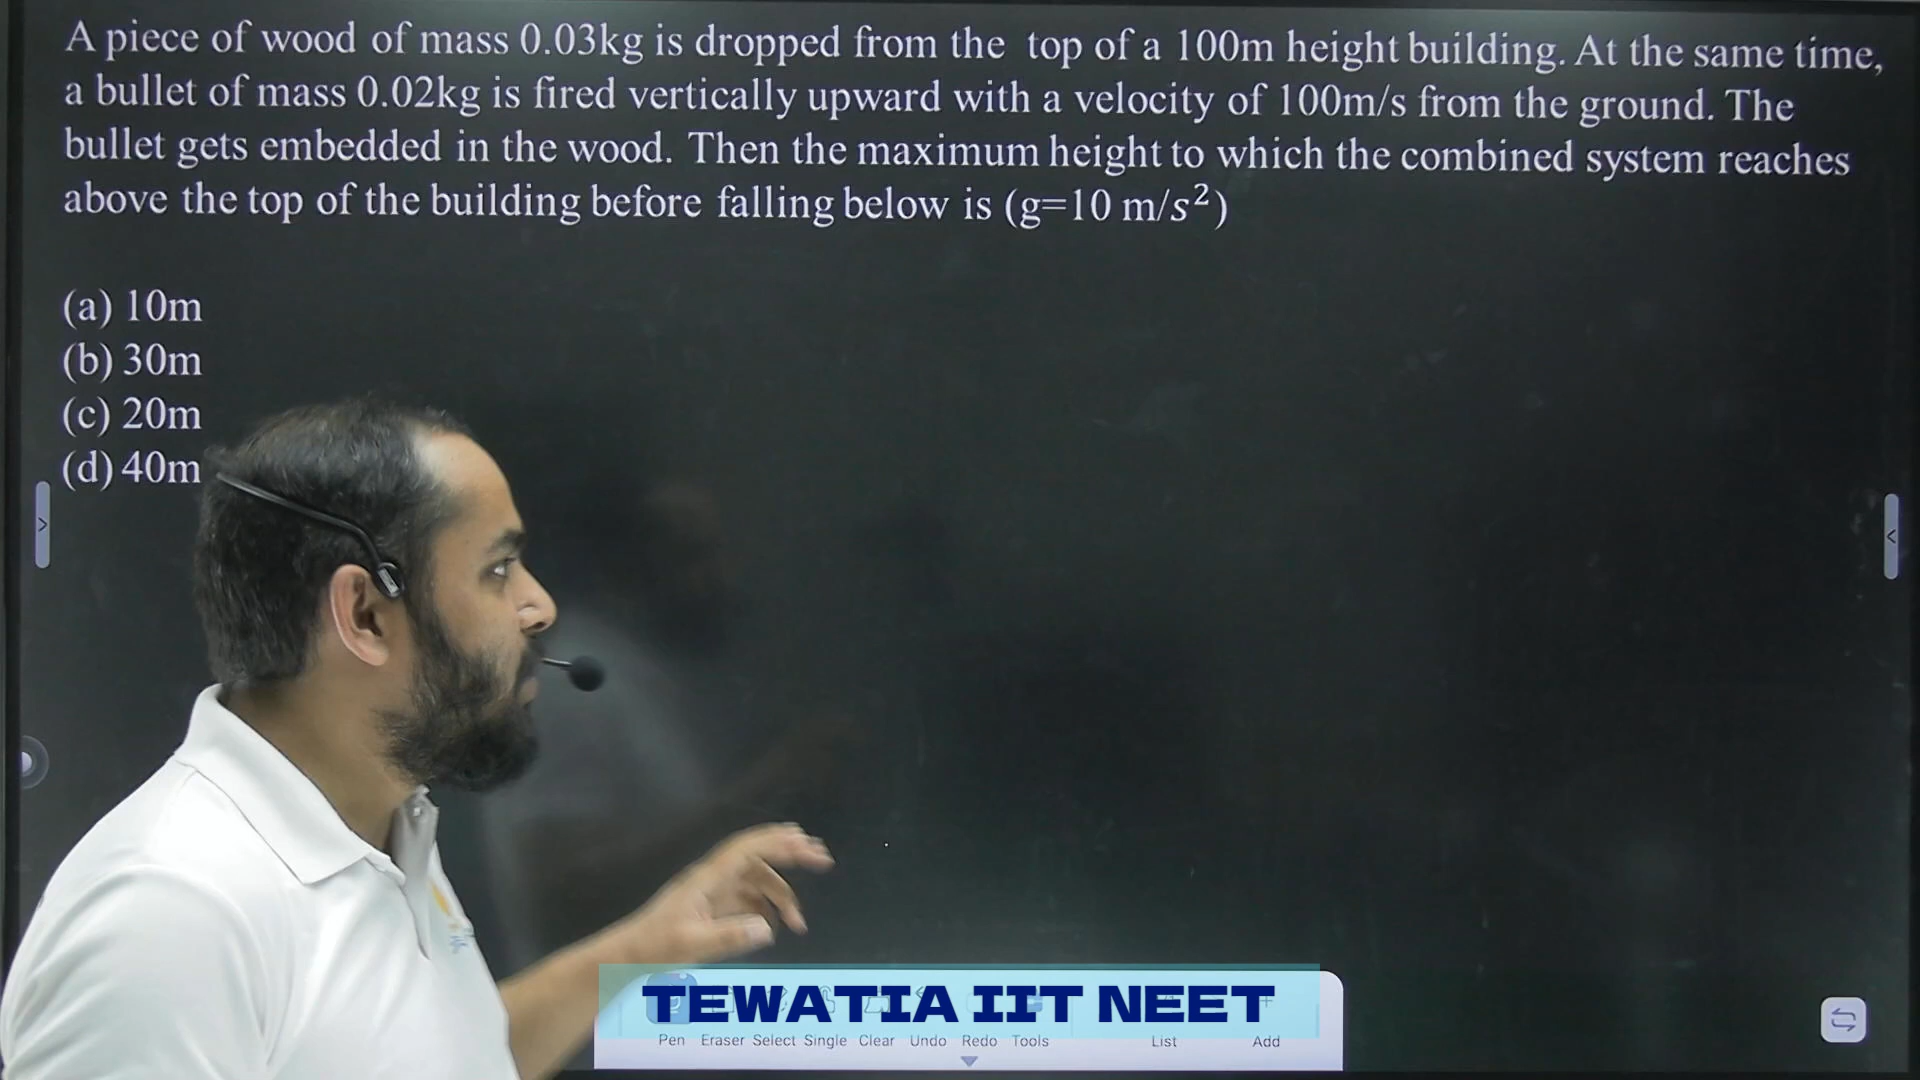 A piece of wood of mass 0.03kg is dropped from the top of a 100m height building. At the same time,
a bullet of mass 0.02kg is fired vertically upward with a velocity of 100m/s from the ground. The
bullet gets embedded in the wood. Then the maximum height to which the combined system reaches
above the top of the building before falling below is (g=10 m/s²)
(a) 10m
(b) 30m
(c) 20m
(d) 40m
TEWATIA IIT NEET
Pen Eraser Select Single Clear Undo Redo Tools List Add